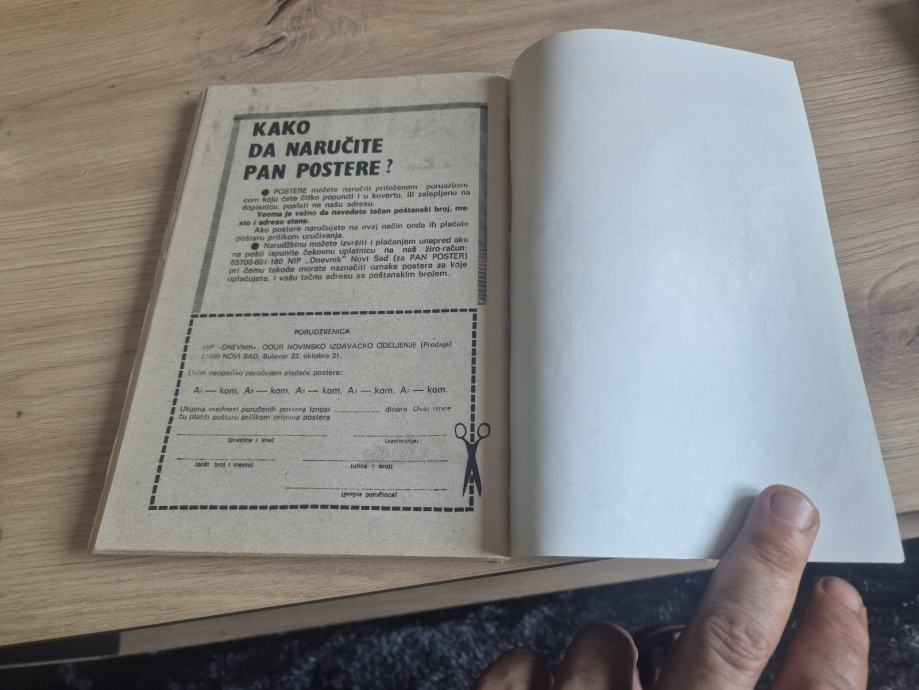 KAKO
DA NARUČITE
PAN POSTERE?
● POSTERE možete naručiti priloženom porudžbini
com koju ćete čitko popuniti i u kovertu, ili zalepljenu na
dopisnicu, poslati na našu adresu.
Veoma je važno da navedete tačan poštanski broj, me
sto i adresu stana.
Ako postere naručujete na ovaj način onda ih plaćate
poštaru prilikom uručivanja.
● Narudžbinu možete izvršiti i plaćanjem unapred ako
na pošti ispunite čekovnu uplatnicu na naš žiro-račun:
65700-601-180 NIP „Dnevnik" Novi Sad (za PAN POSTER)
pri čemu takođe morate naznačiti oznake postera za koje
uplaćujete, i vašu tačnu adresu sa poštanskim brojem.
PORUDŽBENICA
NIP »DNEVNIK«, OOUR NOVINSKO IZDAVAČKO ODELJENJE (Prodaja)
21000 NOVI SAD, Bulevar 23. oktobra 31.
Ovim neopozivo poručujem sledeće postere:
— kom, — kom, — kom, — kom, — kom.
Ukupna vrednost poručenih postera iznosi dinara. Ovaj iznos
ću platiti poštaru prilikom prijema postera
(prezime i ime)
(zanimanje)
(pošt broj i mesto)
(ulica i broj)
(potpis poručioca)